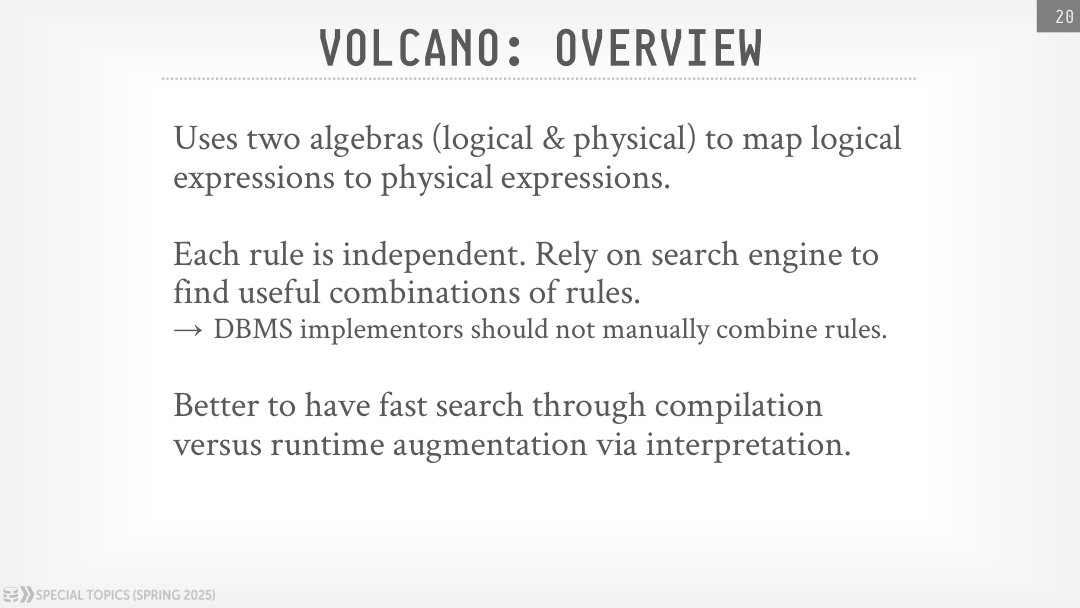 20
VOLCANO: OVERVIEW
Uses two algebras (logical & physical) to map logical
expressions to physical expressions.
Each rule is independent. Rely on search engine to
find useful combinations of rules.
→ DBMS implementors should not manually combine rules.
Better to have fast search through compilation
versus runtime augmentation via interpretation.
SPECIAL TOPICS (SPRING 2025)